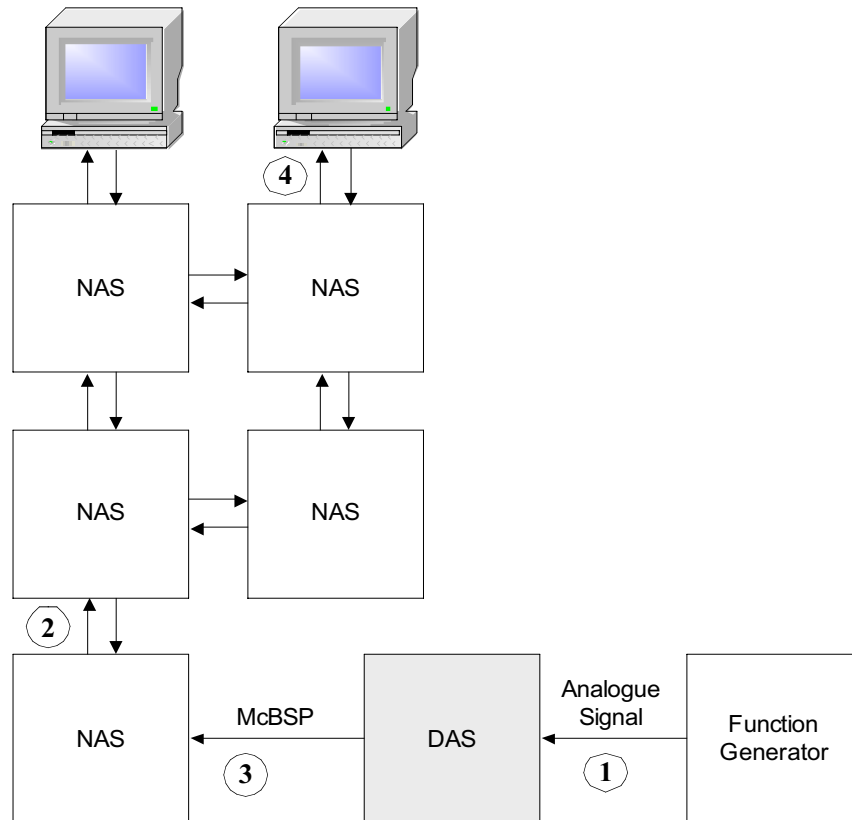 4
NAS
NAS
NAS
NAS
2
NAS
McBSP
3
DAS
Analogue
Signal
1
Function
Generator